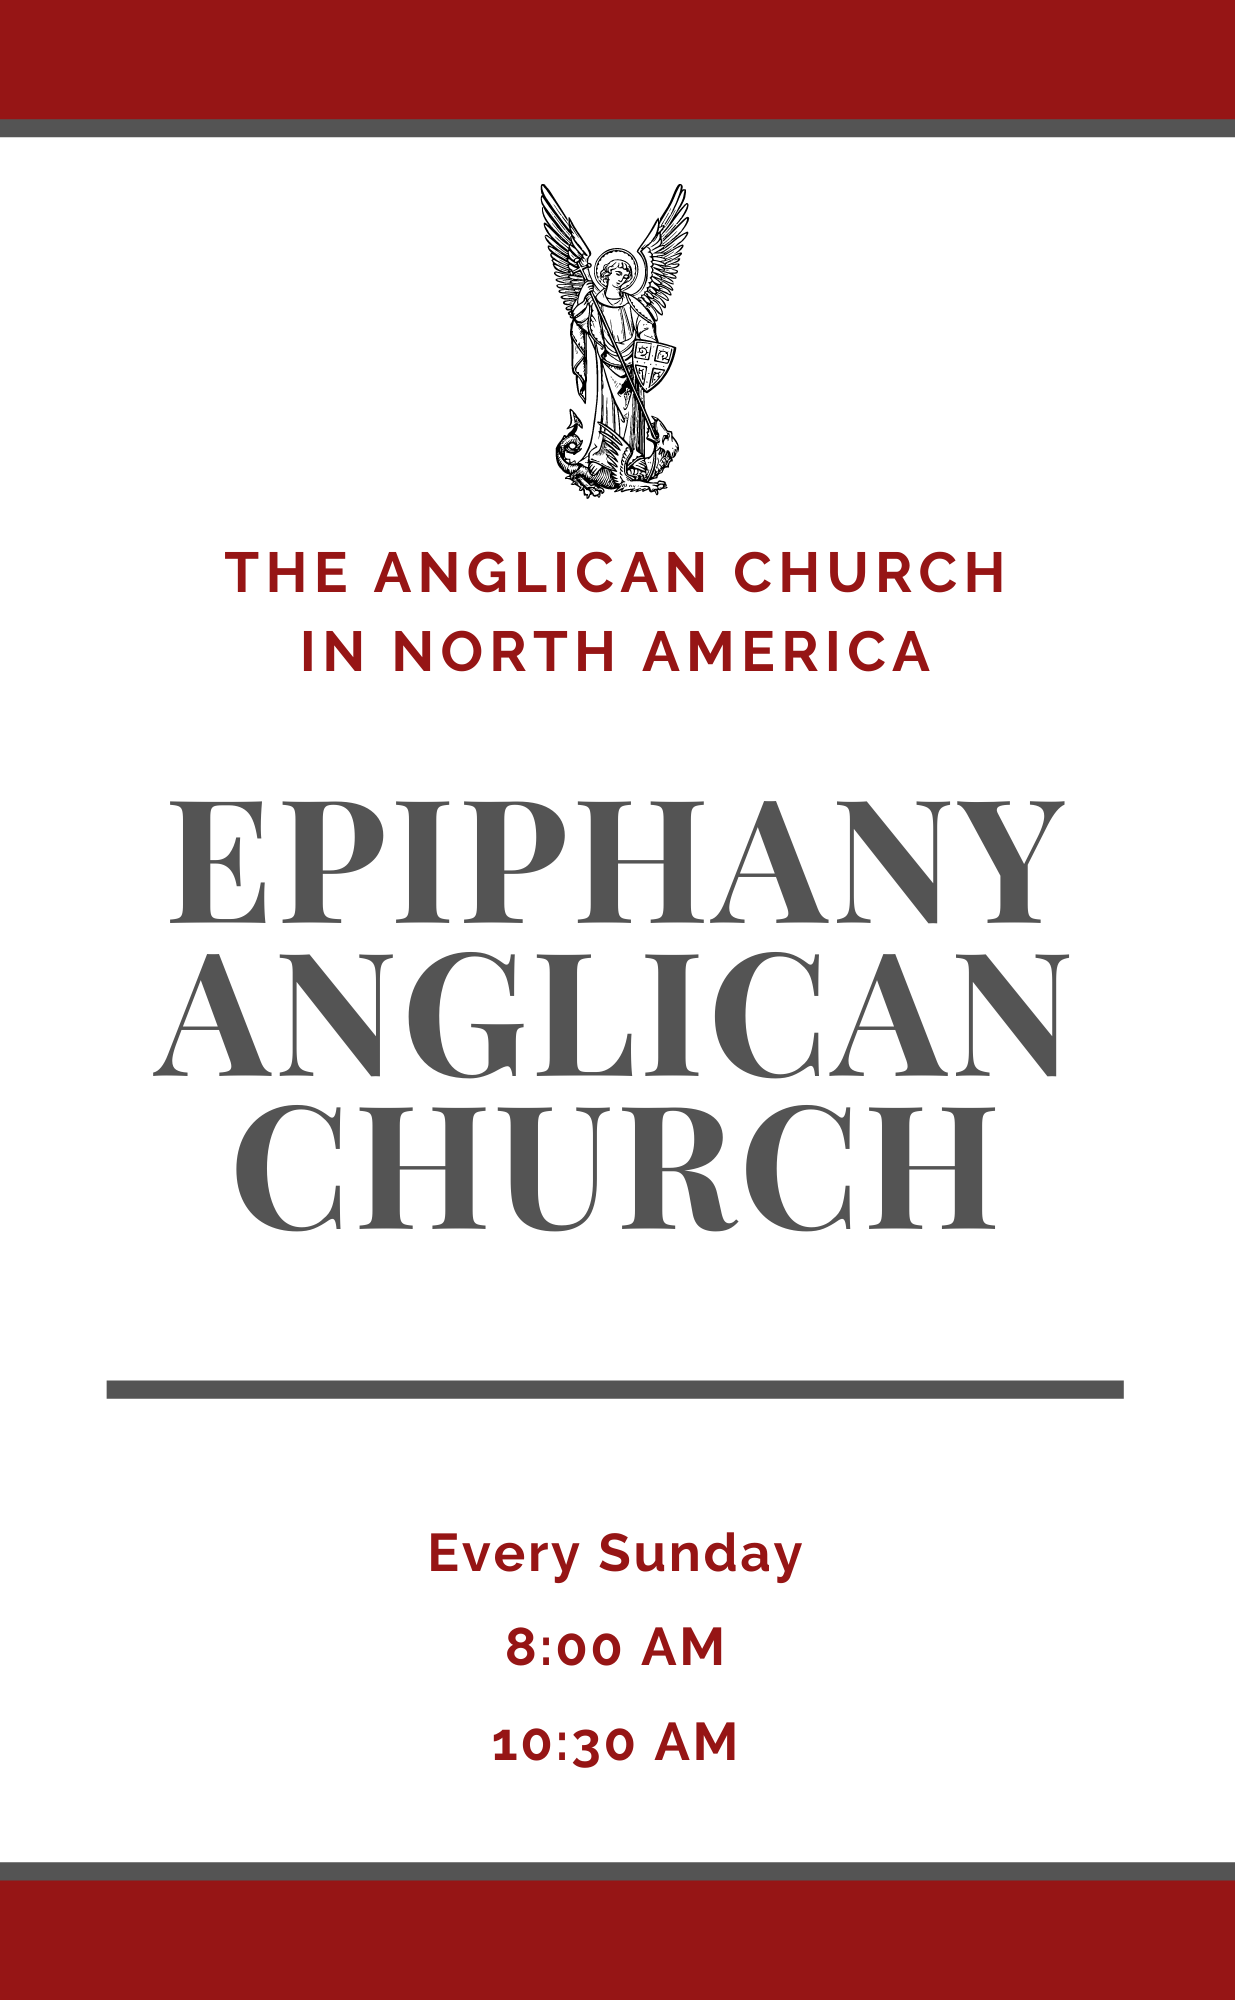 THE ANGLICAN CHURCH
IN NORTH AMERICA
EPIPHANY
ANGLICAN
CHURCH
Every Sunday
8:00 AM
10:30 AM